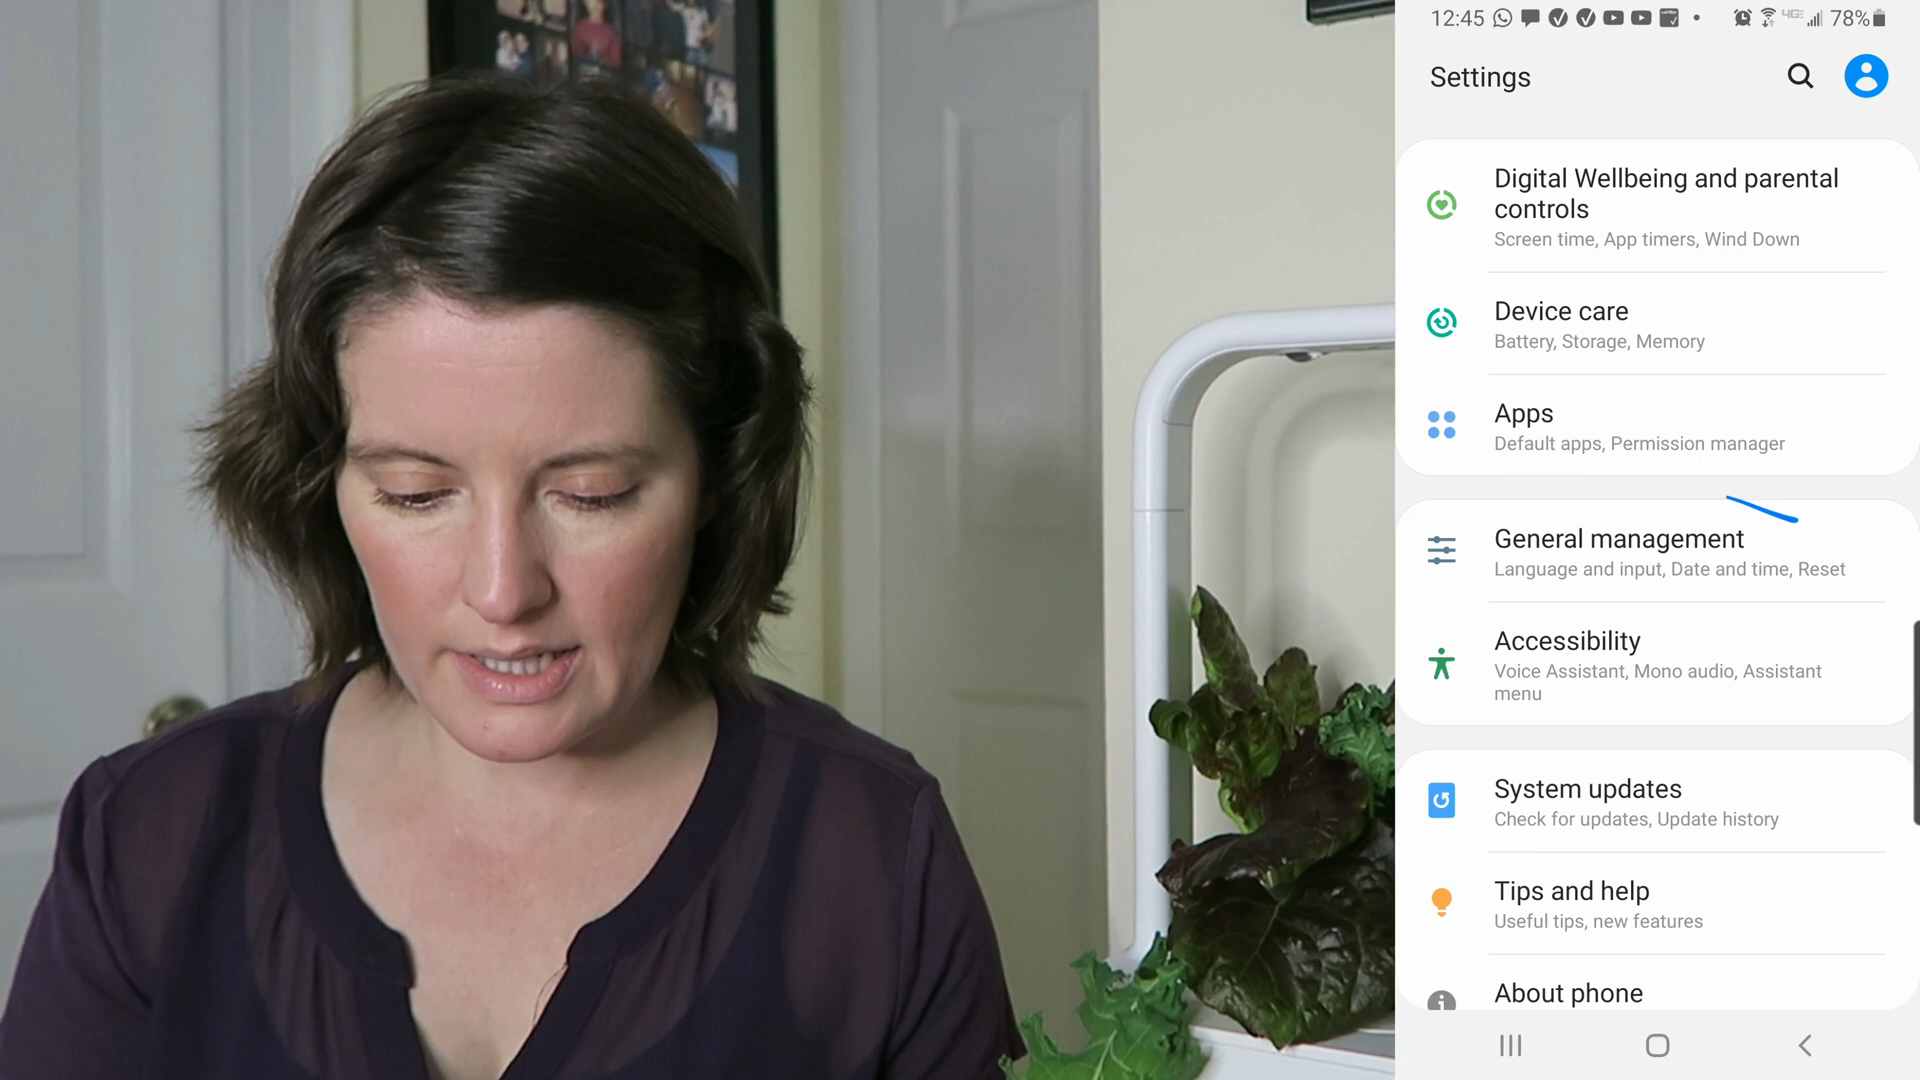 12:45
4GE
78%
Settings
Digital Wellbeing and parental
controls
Screen time, App timers, Wind Down
Device care
Battery, Storage, Memory
Apps
Default apps, Permission manager
General management
Language and input, Date and time, Reset
Accessibility
Voice Assistant, Mono audio, Assistant
menu
System updates
Check for updates, Update history
Tips and help
Useful tips, new features
About phone